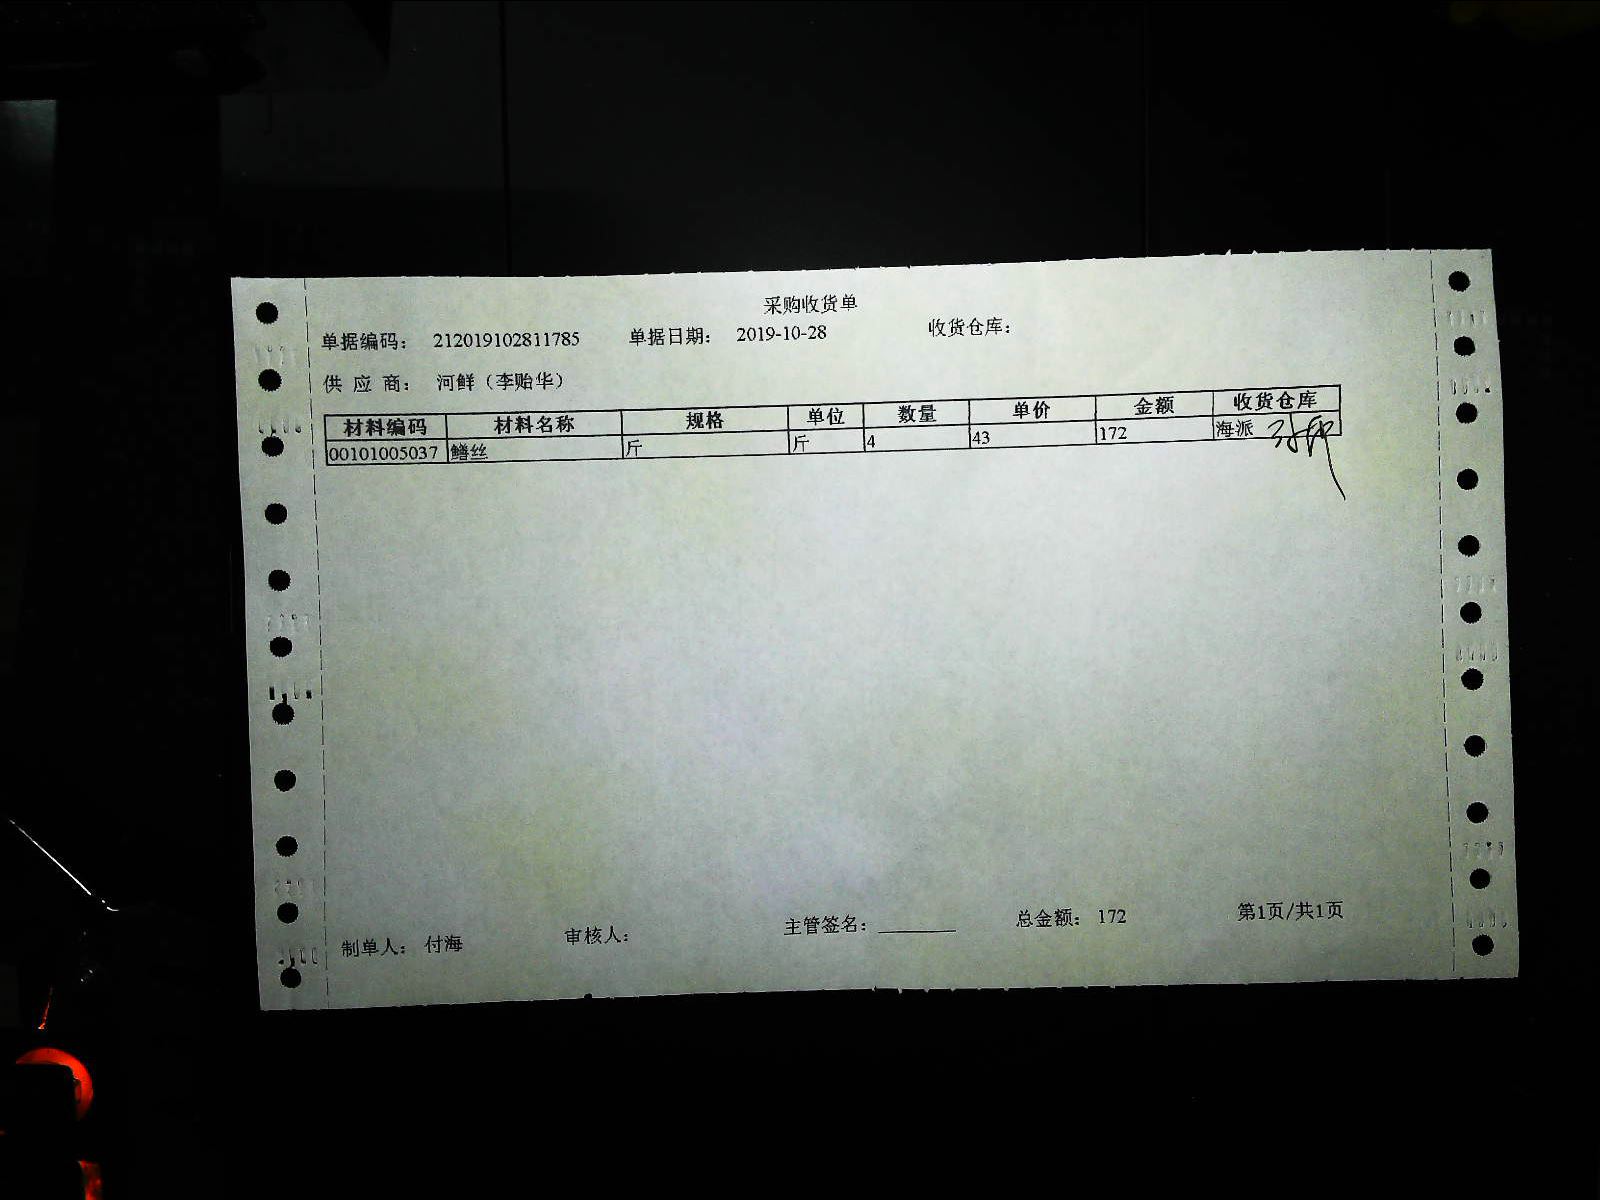 采购收货单
单据编码： 212019102811785 单据日期： 2019-10-28 收货仓库：
供 应 商： 河鲜（李贻华）
材料编码 材料名称 规格 单位 数量 单价 金额 收货仓库
00101005037 鳝丝 斤 斤 4 43 172 海派
制单人： 付海 审核人： 主管签名： 总金额： 172 第1页/共1页